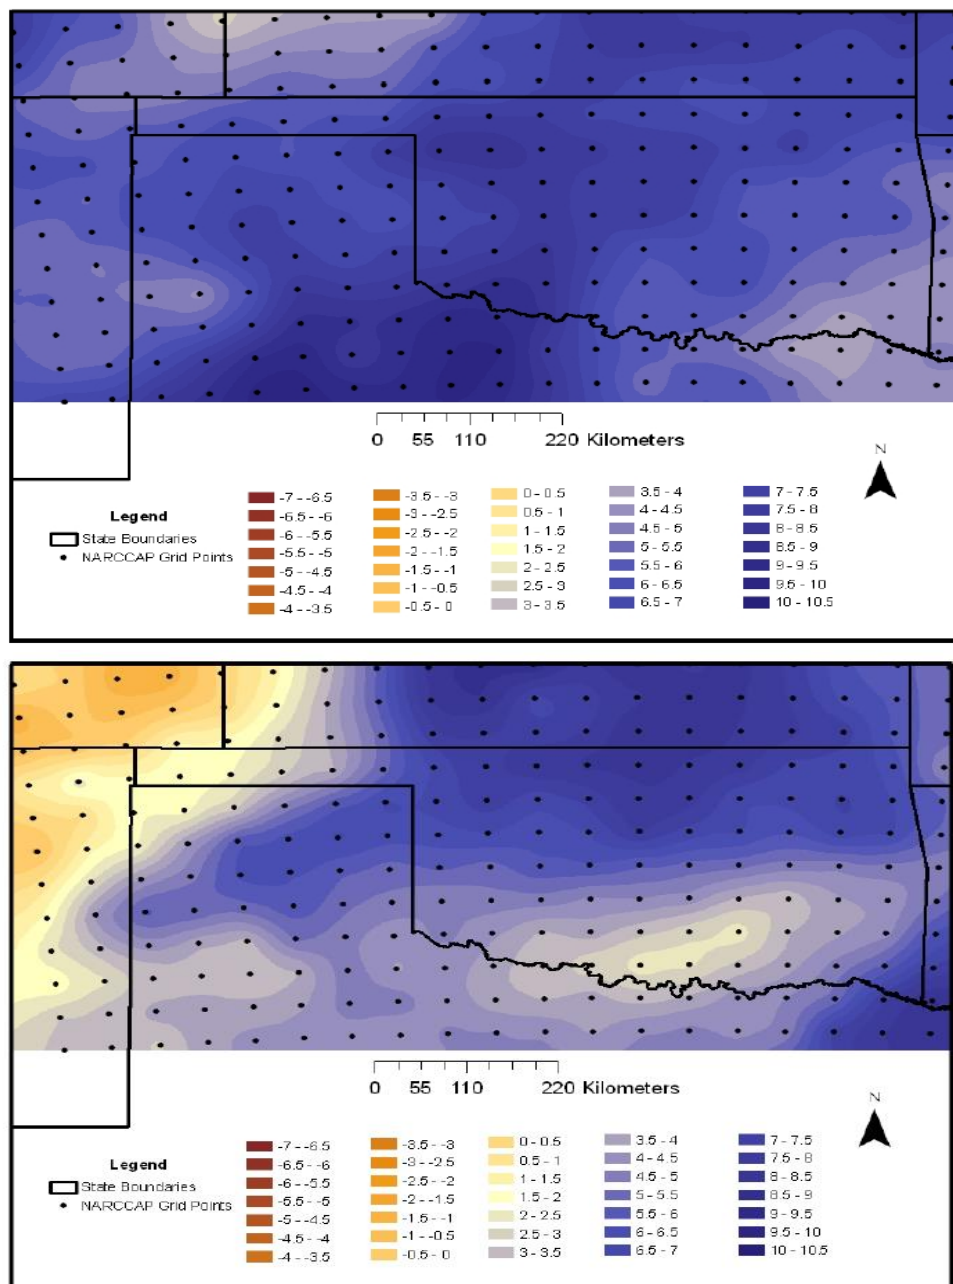 0 55 110 220 Kilometers
N
Legend
State Boundaries
NARCCAP Grid Points
-7 - -6.5
-6.5 - -6
-6 - -5.5
-5.5 - -5
-5 - -4.5
-4.5 - -4
-4 - -3.5
-3.5 - -3
-3 - -2.5
-2.5 - -2
-2 - -1.5
-1.5 - -1
-1 - -0.5
-0.5 - 0
0 - 0.5
0.5 - 1
1 - 1.5
1.5 - 2
2 - 2.5
2.5 - 3
3 - 3.5
3.5 - 4
4 - 4.5
4.5 - 5
5 - 5.5
5.5 - 6
6 - 6.5
6.5 - 7
7 - 7.5
7.5 - 8
8 - 8.5
8.5 - 9
9 - 9.5
9.5 - 10
10 - 10.5
0 55 110 220 Kilometers
N
Legend
State Boundaries
NARCCAP Grid Points
-7 - -6.5
-6.5 - -6
-6 - -5.5
-5.5 - -5
-5 - -4.5
-4.5 - -4
-4 - -3.5
-3.5 - -3
-3 - -2.5
-2.5 - -2
-2 - -1.5
-1.5 - -1
-1 - -0.5
-0.5 - 0
0 - 0.5
0.5 - 1
1 - 1.5
1.5 - 2
2 - 2.5
2.5 - 3
3 - 3.5
3.5 - 4
4 - 4.5
4.5 - 5
5 - 5.5
5.5 - 6
6 - 6.5
6.5 - 7
7 - 7.5
7.5 - 8
8 - 8.5
8.5 - 9
9 - 9.5
9.5 - 10
10 - 10.5